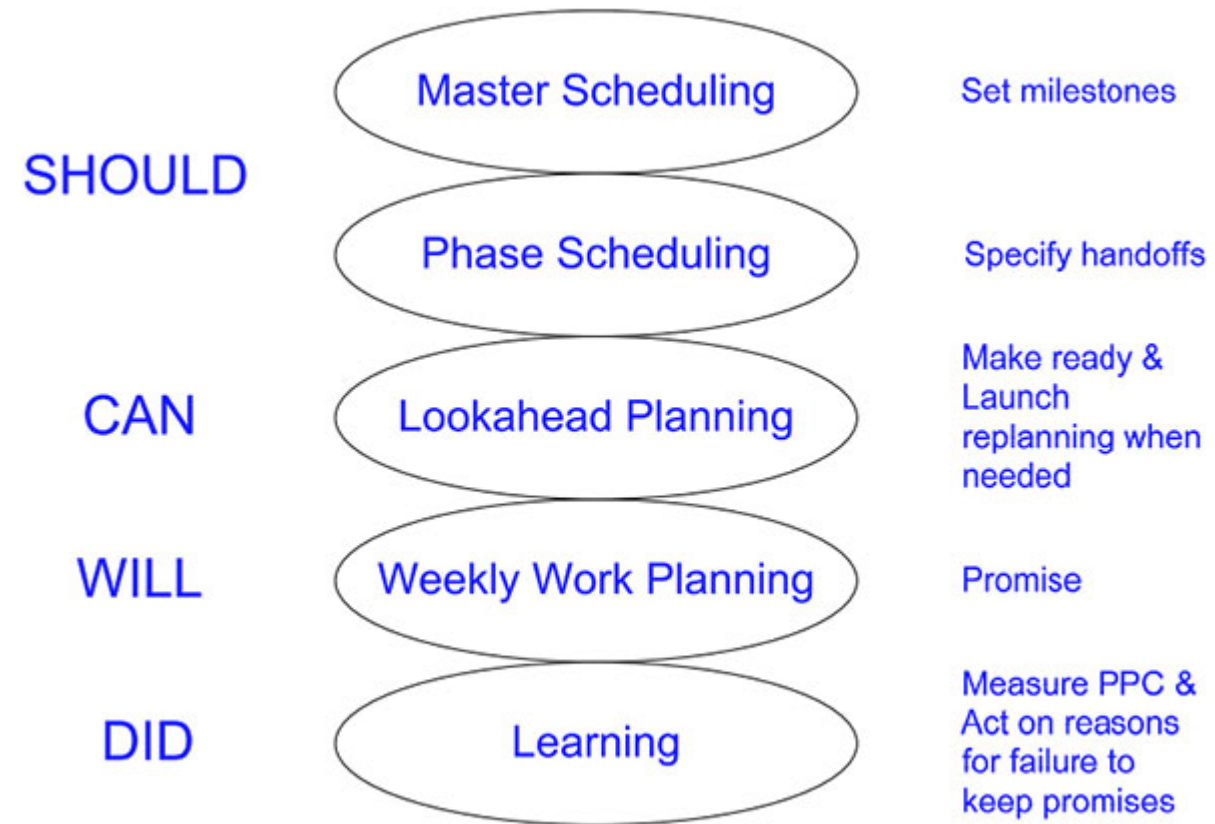 Master Scheduling
Set milestones
SHOULD
Phase Scheduling
Specify handoffs
CAN
Lookahead Planning
Make ready &
Launch
replanning when
needed
WILL
Weekly Work Planning
Promise
DID
Learning
Measure PPC &
Act on reasons
for failure to
keep promises